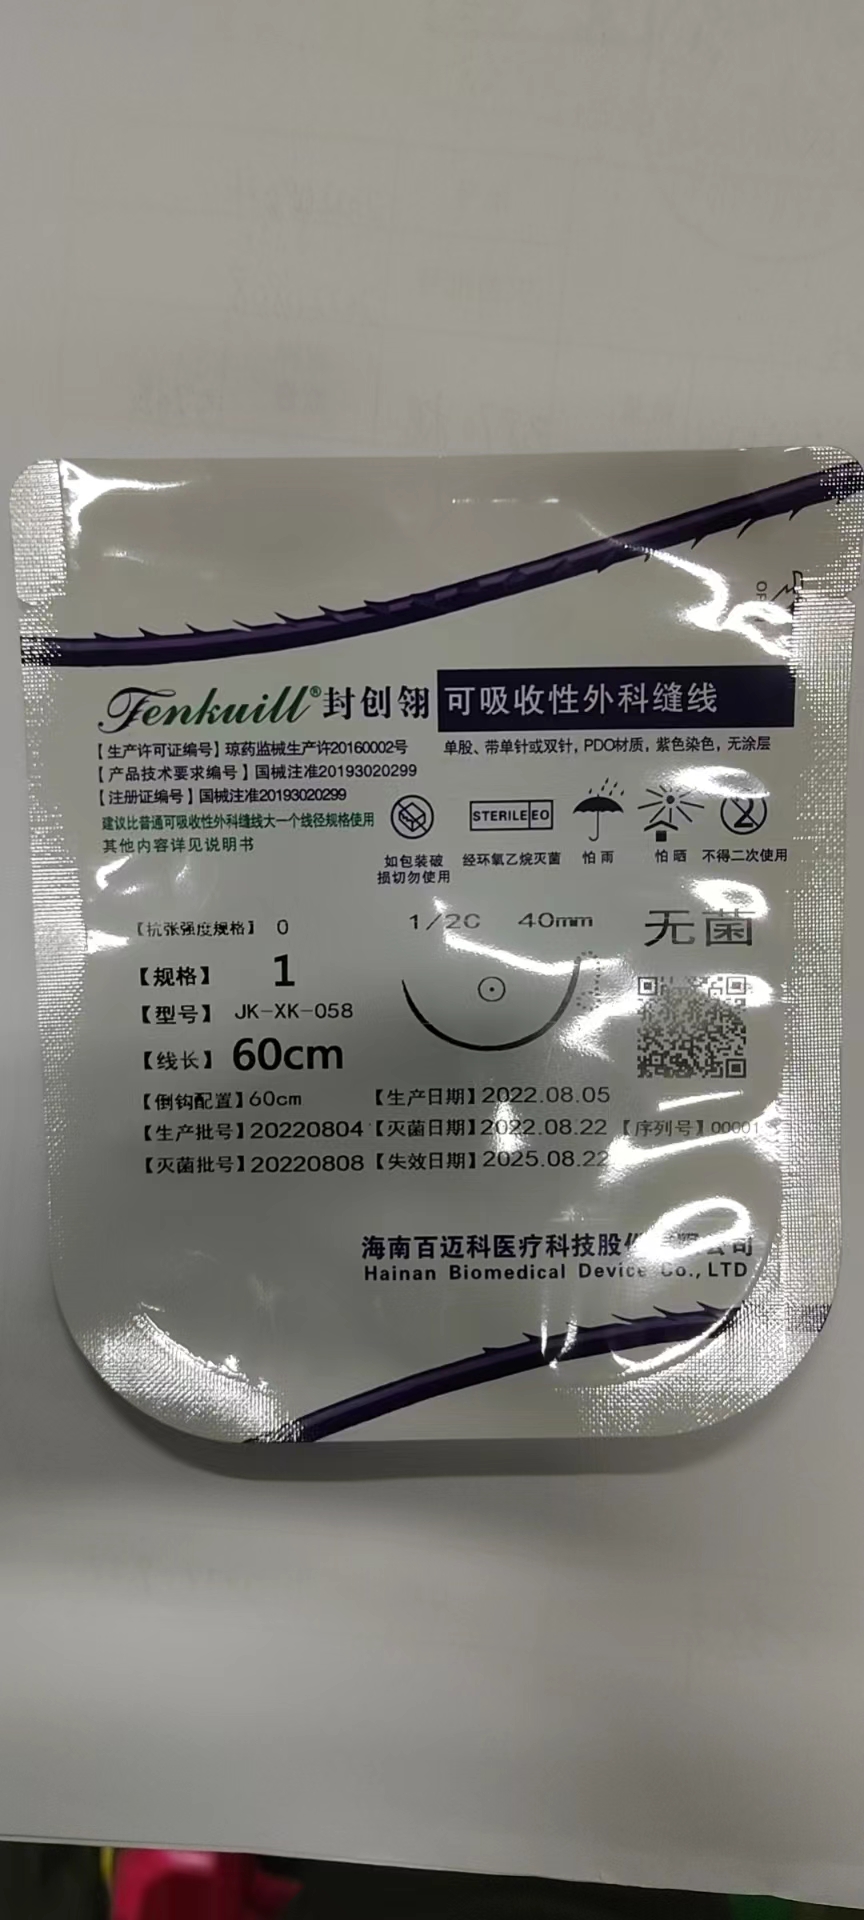 OP
Fenkuill®封创翎 可吸收性外科缝线
【生产许可证编号】琼药监械生产许20160002号
单股、带单针或双针，PDO材质，紫色染色，无涂层
【产品技术要求编号】国械注准20193020299
【注册证编号】国械注准20193020299
建议比普通可吸收性外科缝线大一个线径规格使用
其他内容详见说明书
STERILE EO
2
如包装破损切勿使用
经环氧乙烷灭菌
怕雨
怕晒
不得二次使用
【抗张强度规格】 0
1/2C 40mm
无菌
【规格】 1
【型号】 JK-XK-058
【线长】 60cm
【倒钩配置】60cm 【生产日期】2022.08.05
【生产批号】20220804 【灭菌日期】2022.08.22 【序列号】00001
【灭菌批号】20220808 【失效日期】2025.08.22
海南百迈科医疗科技股份有限公司
Hainan Biomedical Device Co.,LTD